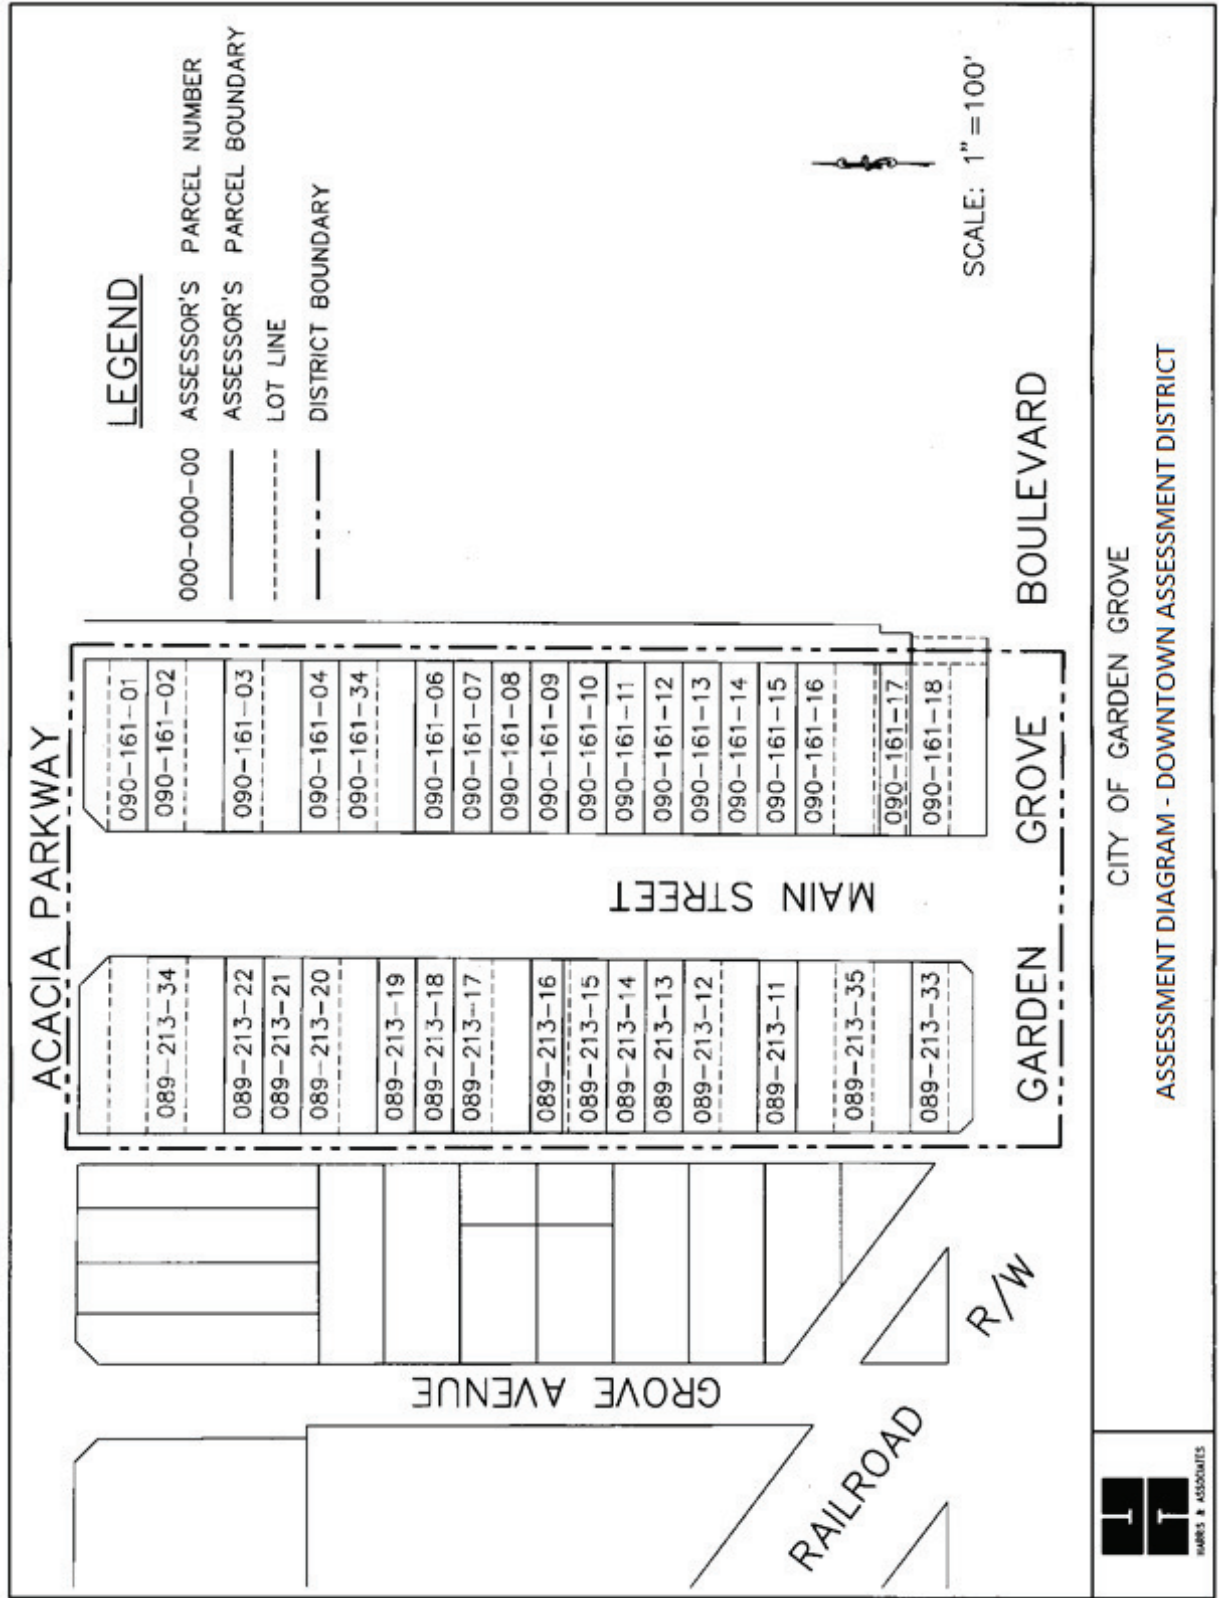 ACACIA PARKWAY
LEGEND
000-000-00 ASSESSOR'S PARCEL NUMBER
ASSESSOR'S PARCEL BOUNDARY
LOT LINE
DISTRICT BOUNDARY
089-213-34
089-213-22
089-213-21
089-213-20
089-213-19
089-213-18
089-213-17
089-213-16
089-213-15
089-213-14
089-213-13
089-213-12
089-213-11
089-213-35
089-213-33
MAIN STREET
090-161-01
090-161-02
090-161-03
090-161-04
090-161-34
090-161-06
090-161-07
090-161-08
090-161-09
090-161-10
090-161-11
090-161-12
090-161-13
090-161-14
090-161-15
090-161-16
090-161-17
090-161-18
GROVE AVENUE
RAILROAD R/W
GARDEN GROVE BOULEVARD
SCALE: 1"=100'
HARRIS & ASSOCIATES
CITY OF GARDEN GROVE
ASSESSMENT DIAGRAM - DOWNTOWN ASSESSMENT DISTRICT